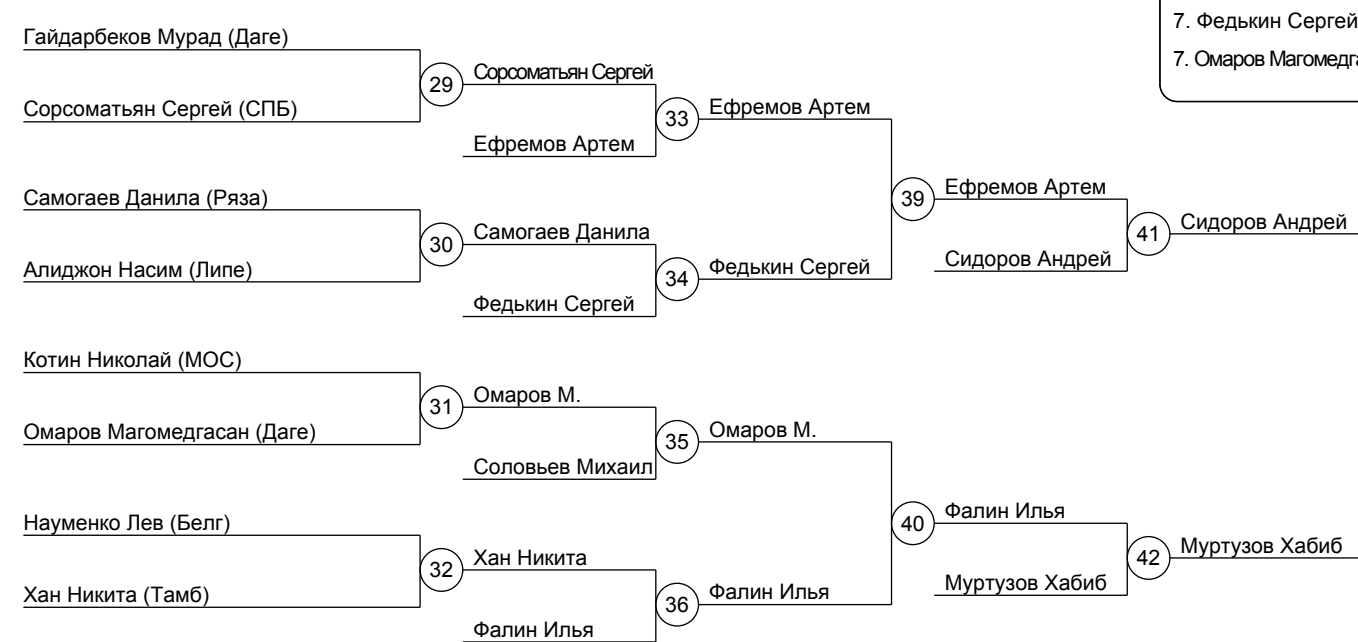 7. Федькин Сергей
7. Омаров
Гайдарбеков Мурад (Даге)
29
Сорсоматьян Сергей
Сорсоматьян Сергей (СПБ)
33
Ефремов Артем
Ефремов Артем
Самогаев Данила (Ряза)
39
Ефремов Артем
30
Самогаев Данила
41
Сидоров Андрей
Алиджон Насим (Липе)
34
Федькин Сергей
Сидоров Андрей
Федькин Сергей
Котин Николай (МОС)
31
Омаров М.
Омаров Магомедгасан (Даге)
35
Омаров М.
Соловьев Михаил
Науменко Лев (Белг)
40
Фалин Илья
32
Хан Никита
42
Муртузов Хабиб
Хан Никита (Тамб)
36
Фалин Илья
Муртузов Хабиб
Фалин Илья